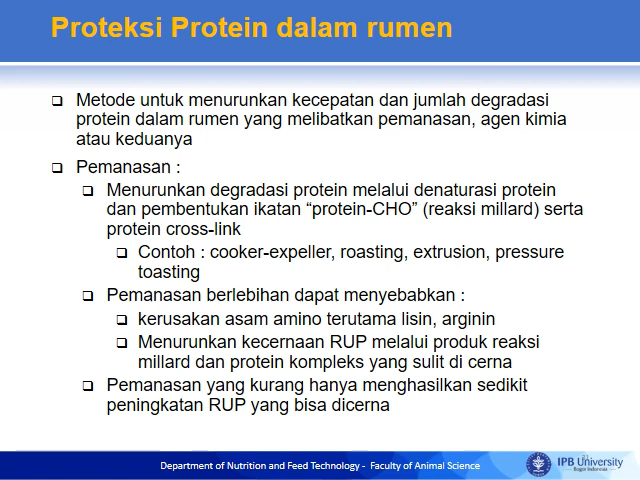 Proteksi Protein dalam rumen
Metode untuk menurunkan kecepatan dan jumlah degradasi
protein dalam rumen yang melibatkan pemanasan, agen kimia
atau keduanya
Pemanasan :
Menurunkan degradasi protein melalui denaturasi protein
dan pembentukan ikatan “protein-CHO” (reaksi millard) serta
protein cross-link
Contoh : cooker-expeller, roasting, extrusion, pressure
toasting
Pemanasan berlebihan dapat menyebabkan :
kerusakan asam amino terutama lisin, arginin
Menurunkan kecernaan RUP melalui produk reaksi
millard dan protein kompleks yang sulit di cerna
Pemanasan yang kurang hanya menghasilkan sedikit
peningkatan RUP yang bisa dicerna
Department of Nutrition and Feed Technology - Faculty of Animal Science
IPB University
Bogor Indonesia